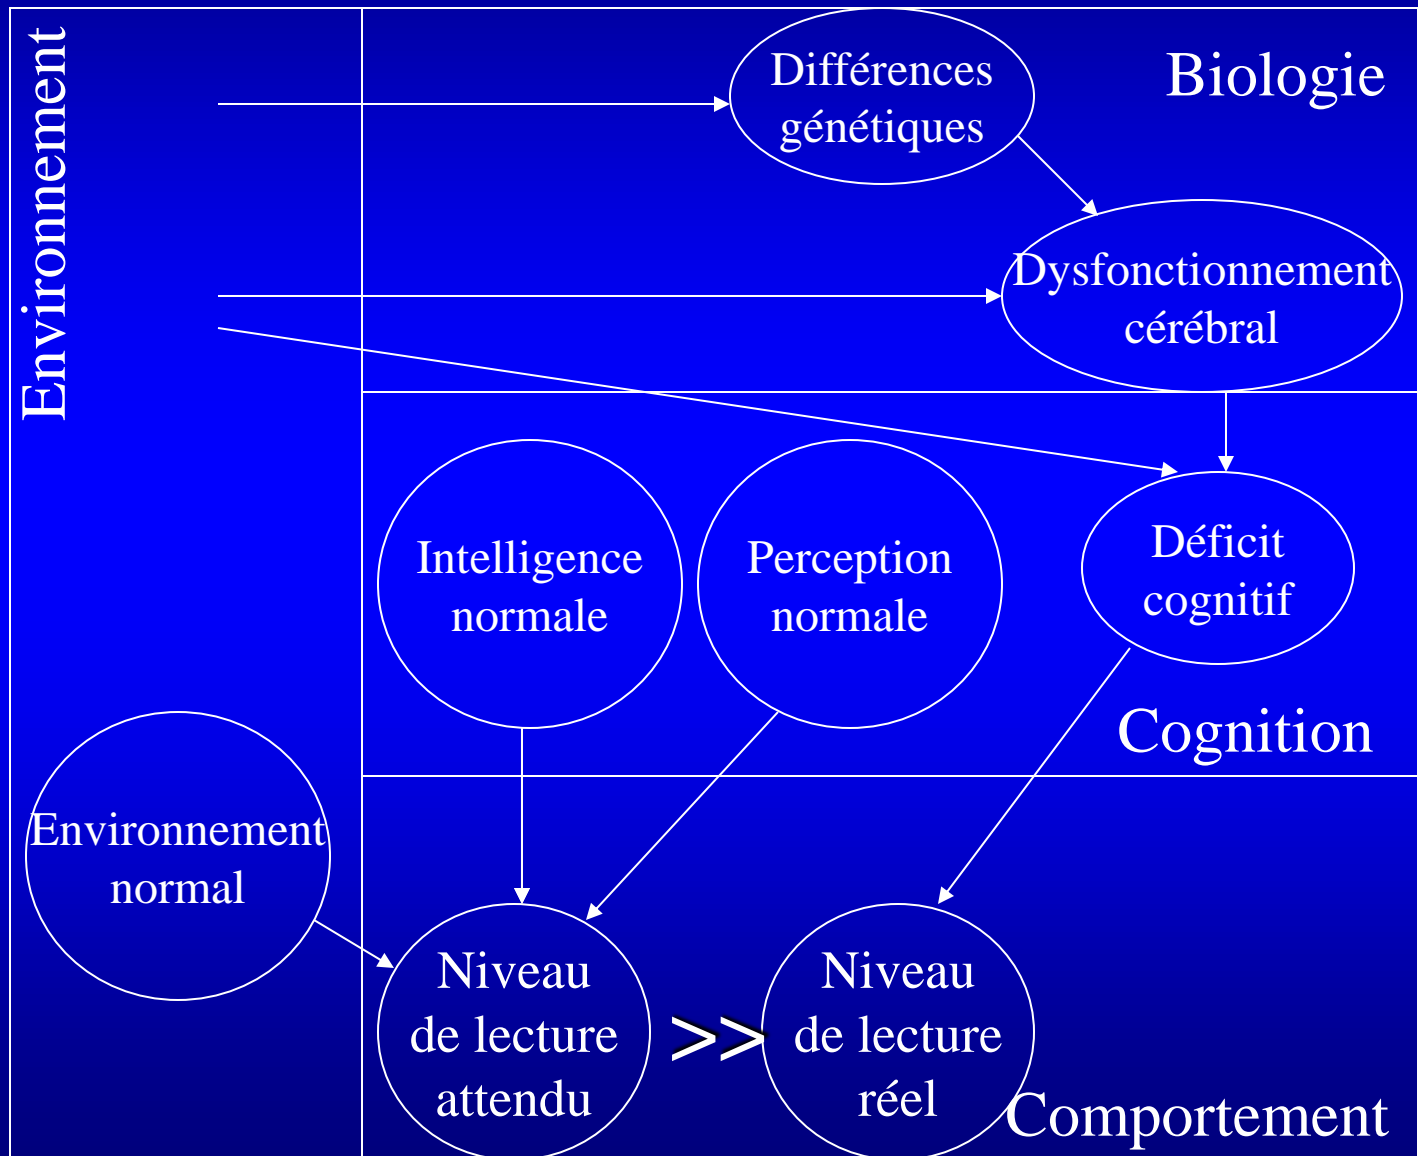 Environnement
Différences
génétiques
Biologie
Dysfonctionnement
cérébral
Intelligence
normale
Perception
normale
Déficit
cognitif
Cognition
Environnement
normal
Niveau
de lecture
attendu
>>
Niveau
de lecture
réel
Comportement